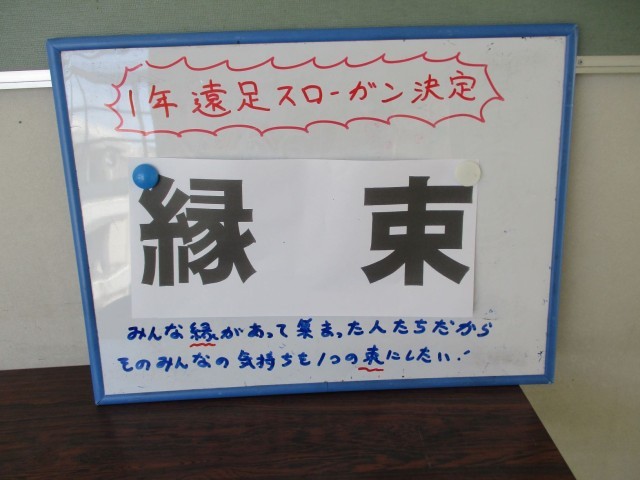 1年遠足スローガン決定
縁束
みんな縁があって集まった人たちだから
そのみんなの気持ちを1つの束にしたい!